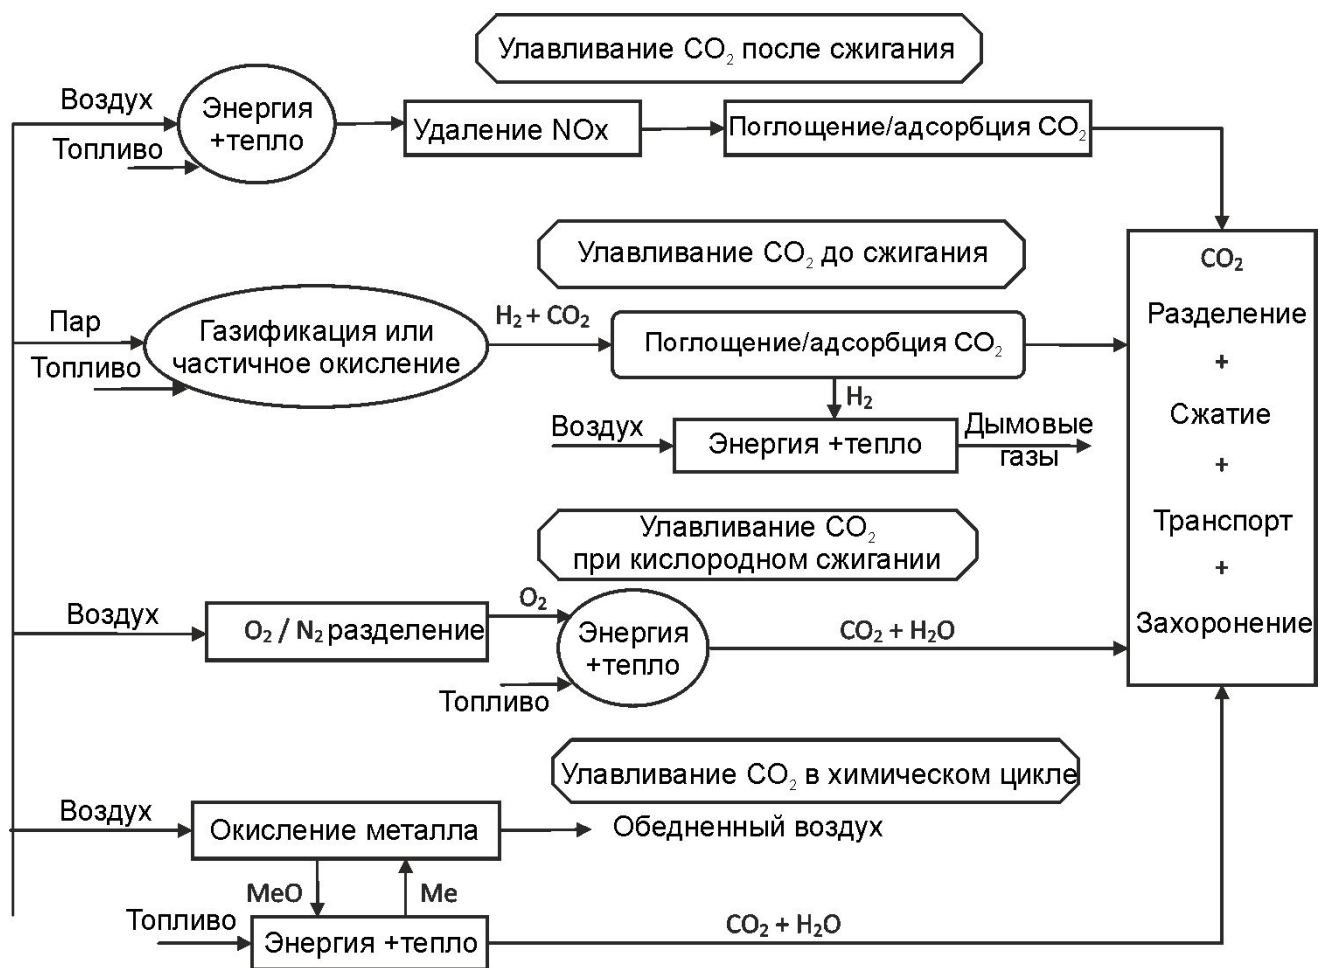 Улавливание CO₂ после сжигания
Воздух
Топливо
Энергия
+тепло
Удаление NOx
Поглощение/адсорбция CO₂
Улавливание CO₂ до сжигания
Пар
Топливо
Газификация или
частичное окисление
H₂ + CO₂
Поглощение/адсорбция CO₂
H₂
Воздух
Энергия +тепло
Дымовые
газы
Улавливание CO₂
при кислородном сжигании
Воздух
O₂ / N₂ разделение
O₂
Топливо
Энергия
+тепло
CO₂ + H₂O
Улавливание CO₂ в химическом цикле
Воздух
Окисление металла
Обедненный воздух
MeO
Me
Топливо
Энергия +тепло
CO₂ + H₂O
CO₂
Разделение
+
Сжатие
+
Транспорт
+
Захоронение